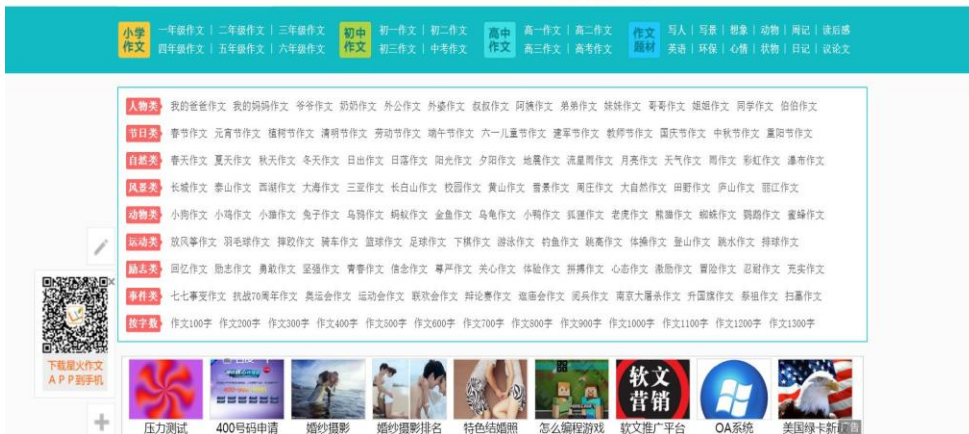 小学作文 一年级作文 | 二年级作文 | 三年级作文 初中作文 初一作文 | 初二作文 高中作文 高一作文 | 高二作文 作文题材 写人 | 写景 | 想象 | 动物 | 周记 | 读后感
四年级作文 | 五年级作文 | 六年级作文 初三作文 | 中考作文 高三作文 | 高考作文 英语 | 环保 | 心情 | 状物 | 日记 | 议论文
人物类 我的爸爸作文 我的妈妈作文 爷爷作文 奶奶作文 外公作文 外婆作文 叔叔作文 阿姨作文 弟弟作文 妹妹作文 哥哥作文 姐姐作文 同学作文 伯伯作文
节日类 春节作文 元宵节作文 植树节作文 清明节作文 劳动节作文 端午节作文 六一儿童节作文 建军节作文 教师节作文 国庆节作文 中秋节作文 重阳节作文
自然类 春天作文 夏天作文 秋天作文 冬天作文 日出作文 日落作文 阳光作文 夕阳作文 地震作文 流星雨作文 月亮作文 天气作文 雨作文 彩虹作文 瀑布作文
风景类 长城作文 泰山作文 西湖作文 大海作文 三亚作文 长白山作文 校园作文 黄山作文 雪景作文 周庄作文 大自然作文 田野作文 庐山作文 丽江作文
动物类 小狗作文 小鸡作文 小猫作文 兔子作文 乌鸦作文 蚂蚁作文 金鱼作文 乌龟作文 小鸭作文 狐狸作文 老虎作文 熊猫作文 蜘蛛作文 鹦鹉作文 蜜蜂作文
运动类 放风筝作文 羽毛球作文 摔跤作文 骑车作文 篮球作文 足球作文 下棋作文 游泳作文 钓鱼作文 跳高作文 体操作文 登山作文 跳水作文 排球作文
励志类 回忆作文 励志作文 勇敢作文 坚强作文 青春作文 信念作文 尊严作文 关心作文 体验作文 拼搏作文 心态作文 激励作文 冒险作文 忍耐作文 充实作文
事件类 七七事变作文 抗战70周年作文 奥运会作文 运动会作文 联欢会作文 辩论赛作文 逛庙会作文 阅兵作文 南京大屠杀作文 升国旗作文 祭祖作文 扫墓作文
按字数 作文100字 作文200字 作文300字 作文400字 作文500字 作文600字 作文700字 作文800字 作文900字 作文1000字 作文1100字 作文1200字 作文1300字
下载星火作文
APP到手机
软文
营销
压力测试 400号码申请 婚纱摄影 婚纱摄影排名 特色结婚照 怎么编程游戏 软文推广平台 OA系统 美国绿卡新 广告